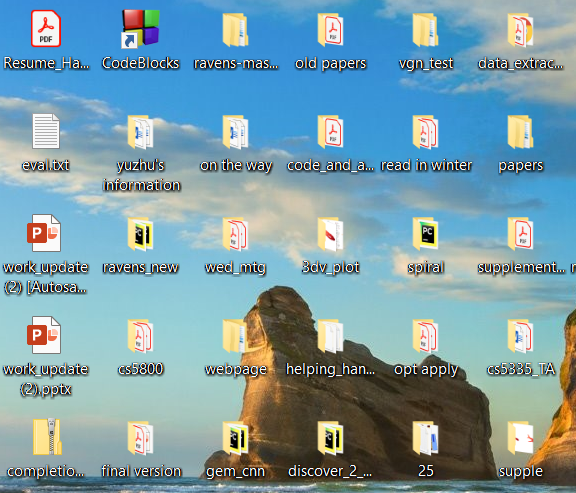 Resume_Ha... CodeBlocks ravens-mas... old papers vgn_test data_extrac...
eval.txt yuzhu's on the way code_and_a... read in winter papers
information
work_update ravens_new wed_mtg 3dv_plot spiral supplement...
(2) [Autosa...
work_update cs5800 webpage helping_han... opt apply cs5335_TA
(2).pptx
completio... final version gem_cnn discover_2_... 25 supple